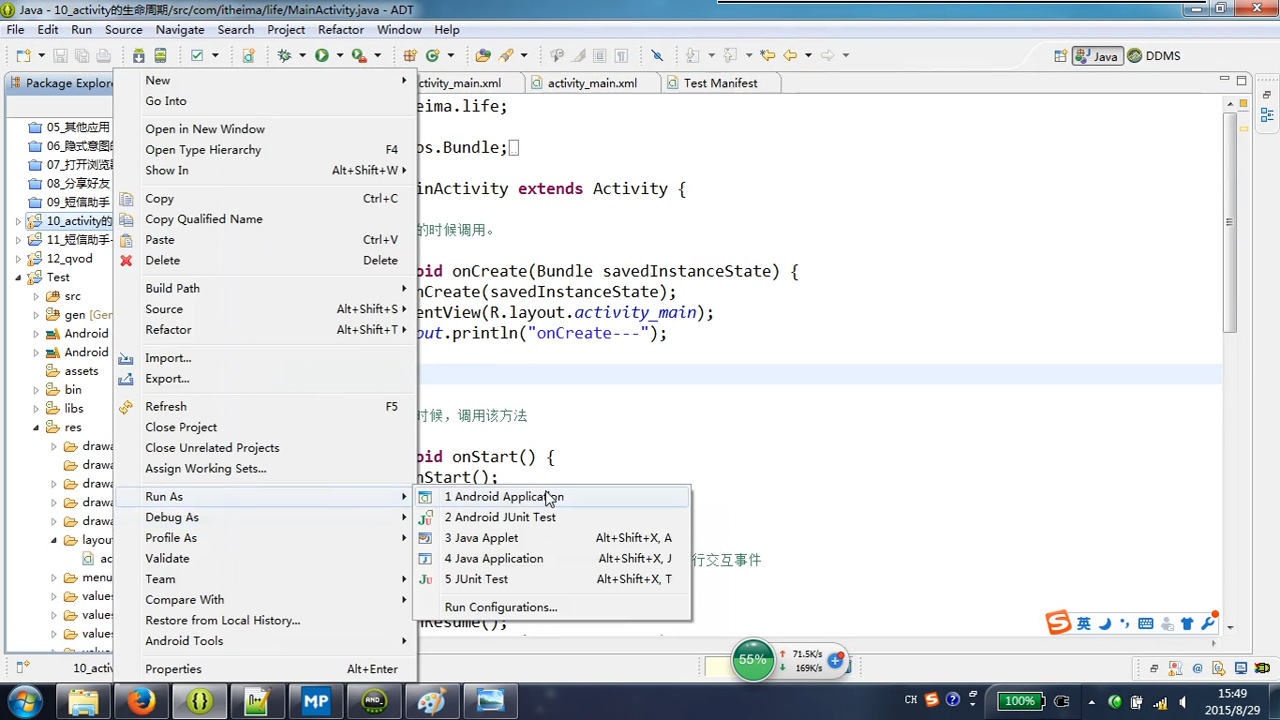 Java - 10_activity的生命周期/src/com/itheima/life/MainActivity.java - ADT
File Edit Run Source Navigate Search Project Refactor Window Help
Java DDMS
Package Explore
ctivity_main.xml activity_main.xml Test Manifest
05_其他应用
06_隐式意图的
07_打开浏览器
08_分享好友
09_短信助手
10_activity的
11_短信助手-
12_qvod
Test
src
gen [Gen
Android
Android
assets
bin
libs
res
drawa
drawa
drawa
drawa
drawa
layou
ac
menu
values
values
values
10_activ
New
Go Into
Open in New Window
Open Type Hierarchy F4
Show In Alt+Shift+W
Copy Ctrl+C
Copy Qualified Name
Paste Ctrl+V
Delete Delete
Build Path
Source Alt+Shift+S
Refactor Alt+Shift+T
Import...
Export...
Refresh F5
Close Project
Close Unrelated Projects
Assign Working Sets...
Run As
Debug As
Profile As
Validate
Team
Compare With
Restore from Local History...
Android Tools
Properties Alt+Enter
1 Android Application
2 Android JUnit Test
3 Java Applet Alt+Shift+X, A
4 Java Application Alt+Shift+X, J
5 JUnit Test Alt+Shift+X, T
Run Configurations...
eima.life;
os.Bundle;
inActivity extends Activity {
的时候调用。
oid onCreate(Bundle savedInstanceState) {
nCreate(savedInstanceState);
entView(R.layout.activity_main);
out.println("onCreate---");
时候，调用该方法
oid onStart() {
nStart();
行交互事件
nResume();
英
55% 71.5K/s
169K/s
MP
AND_
CH 100% 15:49
2015/8/29